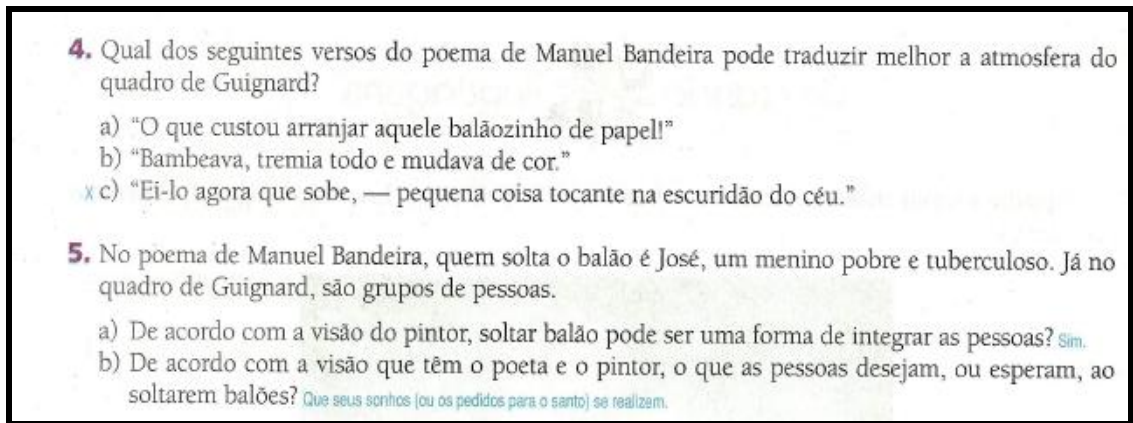 4. Qual dos seguintes versos do poema de Manuel Bandeira pode traduzir melhor a atmosfera do
quadro de Guignard?
a) “O que custou arranjar aquele balãozinho de papel!”
b) “Bambeava, tremia todo e mudava de cor.”
x c) “Ei-lo agora que sobe, — pequena coisa tocante na escuridão do céu.”
5. No poema de Manuel Bandeira, quem solta o balão é José, um menino pobre e tuberculoso. Já no
quadro de Guignard, são grupos de pessoas.
a) De acordo com a visão do pintor, soltar balão pode ser uma forma de integrar as pessoas? Sim.
b) De acordo com a visão que têm o poeta e o pintor, o que as pessoas desejam, ou esperam, ao
soltarem balões? Que seus sonhos (ou os pedidos para o santo) se realizem.